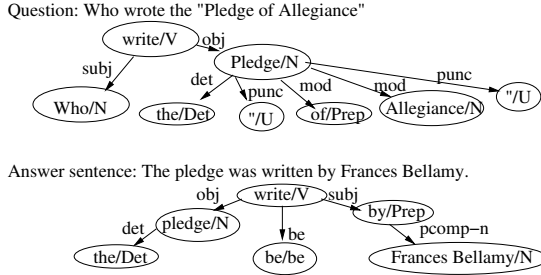 Question: Who wrote the "Pledge of Allegiance"
write/V
obj
subj
Pledge/N
punc
det
punc
mod
mod
Who/N
the/Det
"/U
of/Prep
Allegiance/N
"/U
Answer sentence: The pledge was written by Frances Bellamy.
obj
write/V
subj
det
pledge/N
be
by/Prep
pcomp−n
the/Det
be/be
Frances Bellamy/N